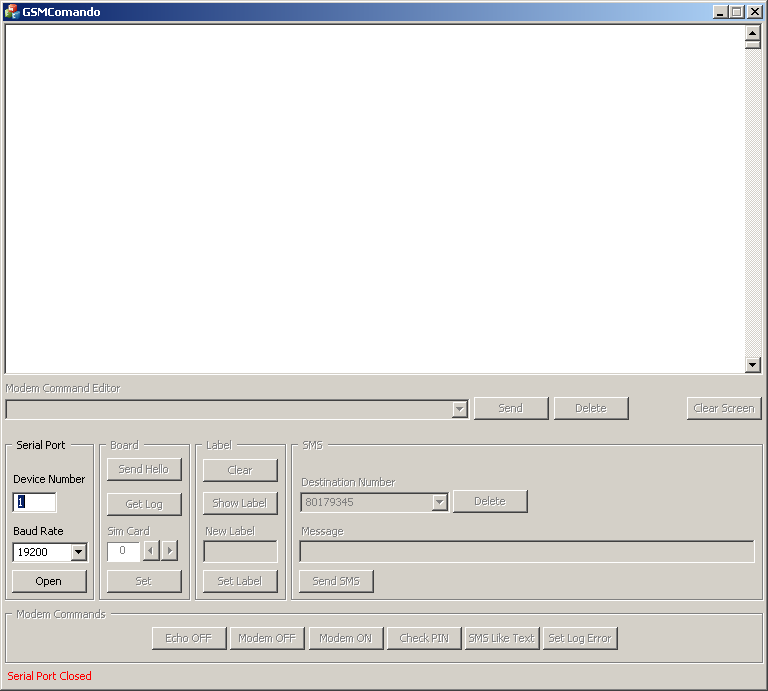 GSMComando
Modem Command Editor
Send
Delete
Clear Screen
Serial Port
Device Number
1
Baud Rate
19200
Open
Board
Send Hello
Get Log
Sim Card
0
Set
Label
Clear
Show Label
New Label
Set Label
SMS
Destination Number
80179345
Delete
Message
Send SMS
Modem Commands
Echo OFF
Modem OFF
Modem ON
Check PIN
SMS Like Text
Set Log Error
Serial Port Closed